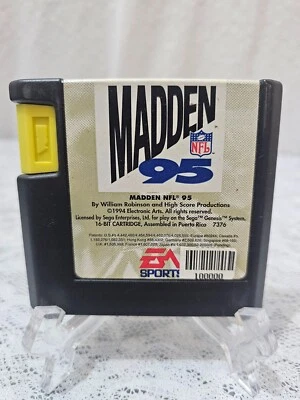 MADDEN
NFL
95
MADDEN NFL® 95
By William Robinson and High Score Productions
©1994 Electronic Arts. All rights reserved.
Licensed by Sega Enterprises, Ltd. for play on the Sega™ Genesis™ System.
16-BIT CARTRIDGE, Assembled in Puerto Rico 7376
EA
SPORTS
100000